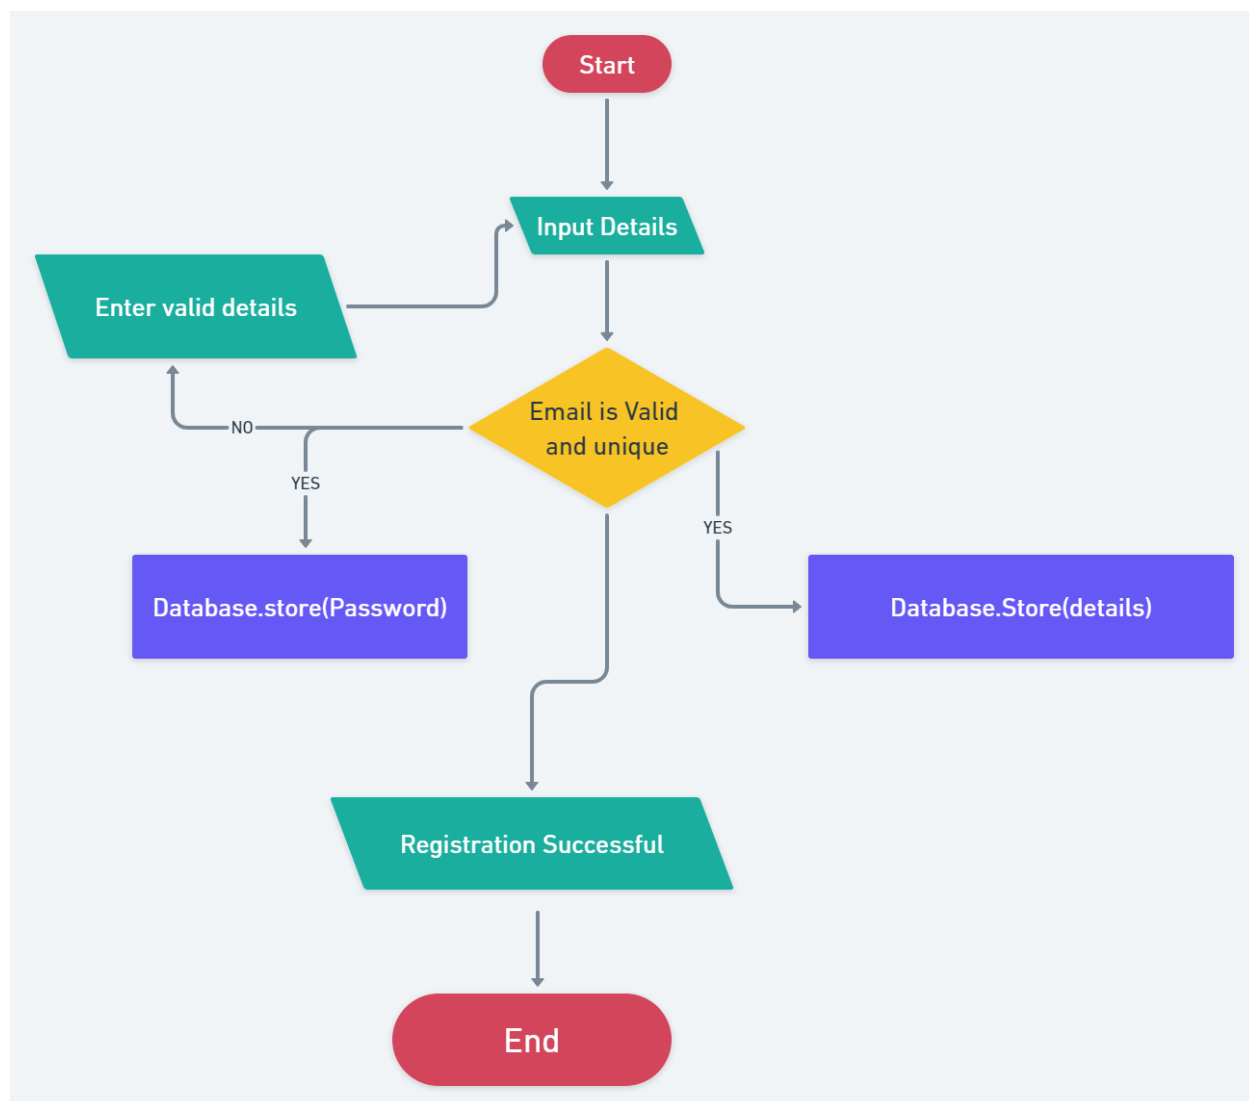 Start
Input Details
Enter valid details
Email is Valid
and unique
NO
YES
YES
Database.store(Password)
Database.Store(details)
Registration Successful
End